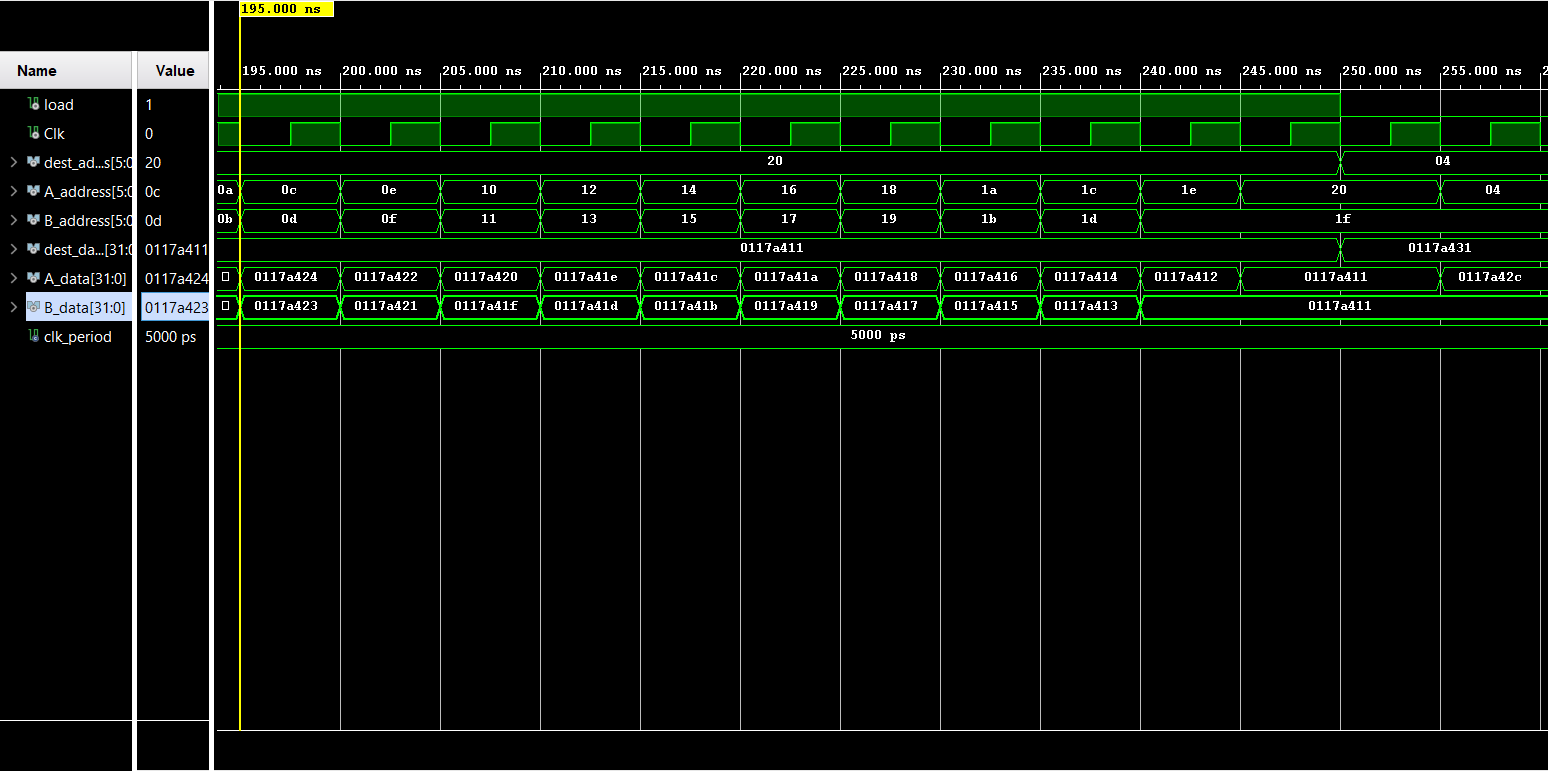 195.000 ns
Name Value
195.000 ns 200.000 ns 205.000 ns 210.000 ns 215.000 ns 220.000 ns 225.000 ns 230.000 ns 235.000 ns 240.000 ns 245.000 ns 250.000 ns 255.000 ns
load 1
Clk 0
dest_ad...s[5:0 20 20 04
A_address[5:0 0c 0a 0c 0e 10 12 14 16 18 1a 1c 1e 20 04
B_address[5:0 0d 0b 0d 0f 11 13 15 17 19 1b 1d 1f
dest_da...[31:0 0117a411 0117a411 0117a431
A_data[31:0] 0117a424 0117a424 0117a422 0117a420 0117a41e 0117a41c 0117a41a 0117a418 0117a416 0117a414 0117a412 0117a411 0117a42c
B_data[31:0] 0117a423 0117a423 0117a421 0117a41f 0117a41d 0117a41b 0117a419 0117a417 0117a415 0117a413 0117a411
clk_period 5000 ps 5000 ps